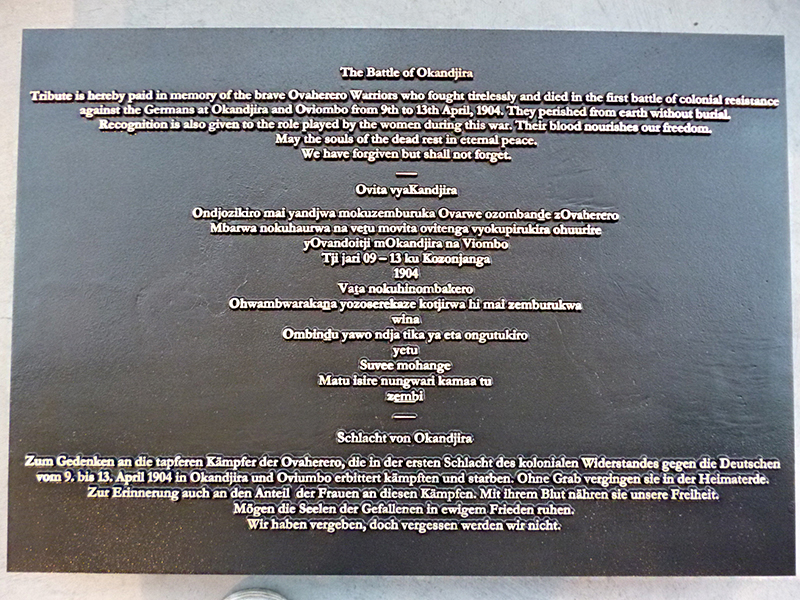 The Battle of Okandjira
Tribute is hereby paid in memory of the brave Ovaherero Warriors who fought tirelessly and died in the first battle of colonial resistance
against the Germans at Okandjira and Oviombo from 9th to 13th April, 1904. They perished from earth without burial.
Recognition is also given to the role played by the women during this war. Their blood nourishes our freedom.
May the souls of the dead rest in eternal peace.
We have forgiven but shall not forget.
Ovita vyaKandjira
Ondjozikiro mai yandjwa mokuzemburuka Ovarwe ozombanḓe zOvaherero
Mbarwa nokuhaurwa na veṱu movita ovitenga vyokupirukira ohuurire
yOvandoitji mOkandjira na Viombo
Tji jari 09 – 13 ku Kozonjanga
1904
Vaṱa nokuhinombakero
Ohwambwarakaṋa yozoserekaze kotjirwa hi mai zemburukwa
wina
Ombinḓu yawo ndja tika ya eta ongutukiro
yetu
Suvee mohange
Matu isire nungwari kamaa tu
zembi
Schlacht von Okandjira
Zum Gedenken an die tapferen Kämpfer der Ovaherero, die in der ersten Schlacht des kolonialen Widerstandes gegen die Deutschen
vom 9. bis 13. April 1904 in Okandjira und Oviumbo erbittert kämpften und starben. Ohne Grab vergingen sie in der Heimaterde.
Zur Erinnerung auch an den Anteil der Frauen an diesen Kämpfen. Mit ihrem Blut nähren sie unsere Freiheit.
Mögen die Seelen der Gefallenen in ewigem Frieden ruhen.
Wir haben vergeben, doch vergessen werden wir nicht.